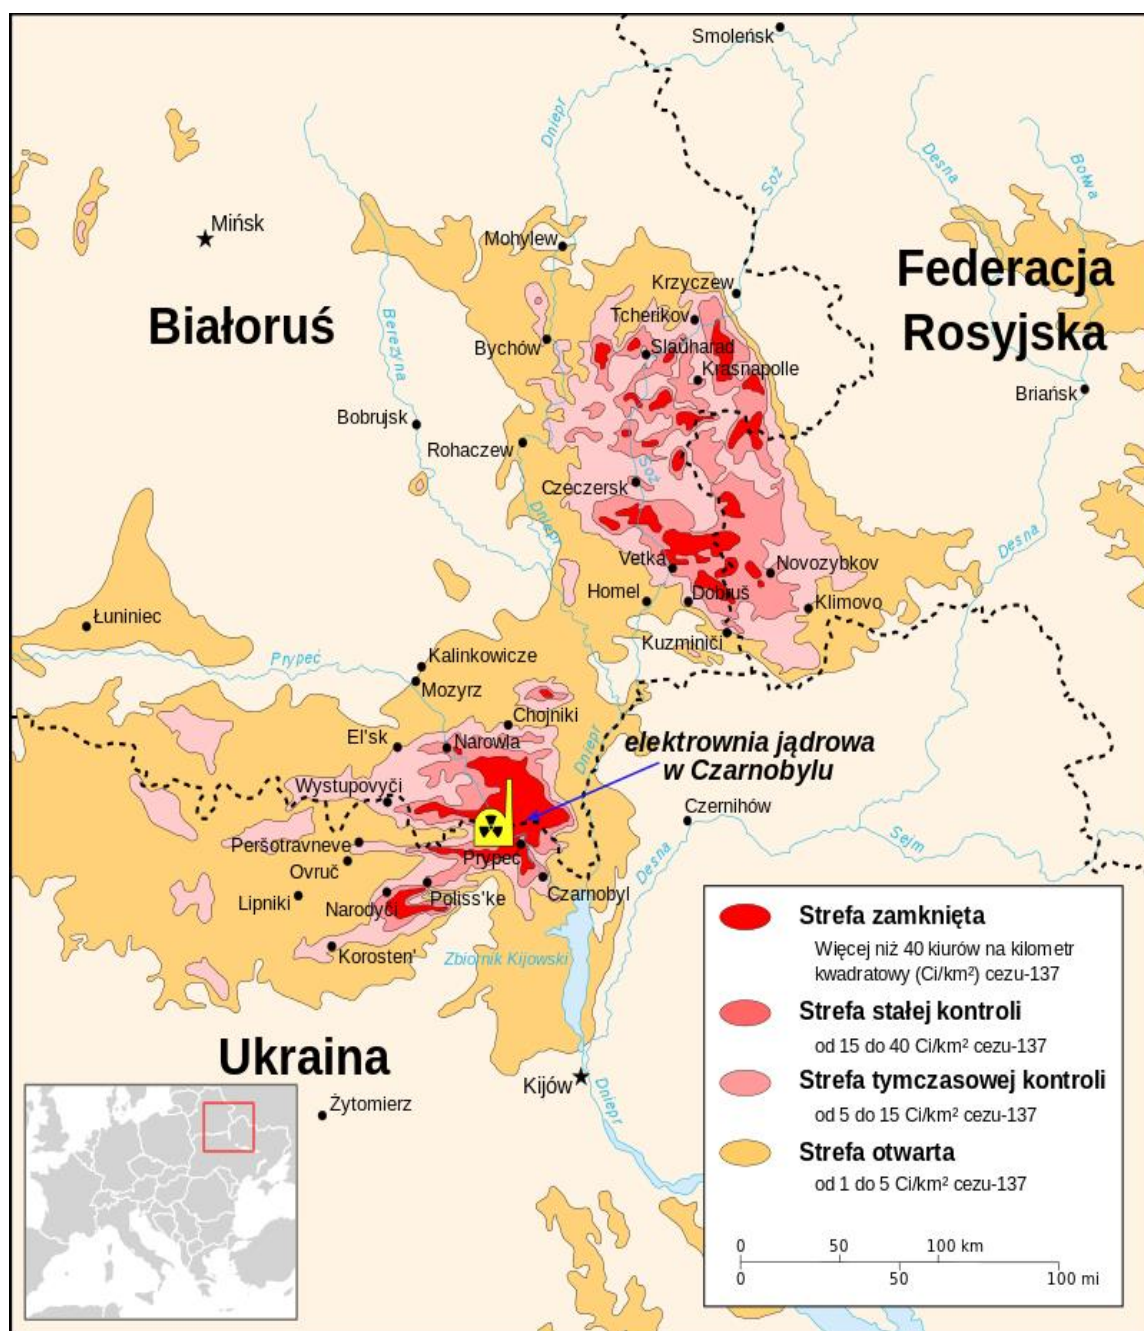 Smoleńsk
Dniepr
Soż
Desna
Bołwa
Mińsk
Mohylew
Krzyczew
Federacja
Rosyjska
Białoruś
Berezyna
Tcherikov
Bychów
Slaŭharad
Krasnapolle
Briańsk
Bobrujsk
Rohaczew
Soż
Czeczersk
Dniepr
Desna
Vetka
Novozybkov
Homel
Dobruš
Klimovo
Łuniniec
Kuzminiči
Prypeć
Kalinkowicze
Mozyrz
Chojniki
El'sk
Narowla
Dniepr
elektrownia jądrowa
w Czarnobylu
Wystupovyči
Czernihów
Peršotravneve
Prypeć
Ovruč
Desna
Sejm
Lipniki
Narodyči
Poliss'ke
Czarnobyl
Korosten'
Zbiornik Kijowski
Ukraina
Kijów
Dniepr
Żytomierz
Strefa zamknięta
Więcej niż 40 kiurów na kilometr
kwadratowy (Ci/km²) cezu-137
Strefa stałej kontroli
od 15 do 40 Ci/km² cezu-137
Strefa tymczasowej kontroli
od 5 do 15 Ci/km² cezu-137
Strefa otwarta
od 1 do 5 Ci/km² cezu-137
0 50 100 km
0 50 100 mi